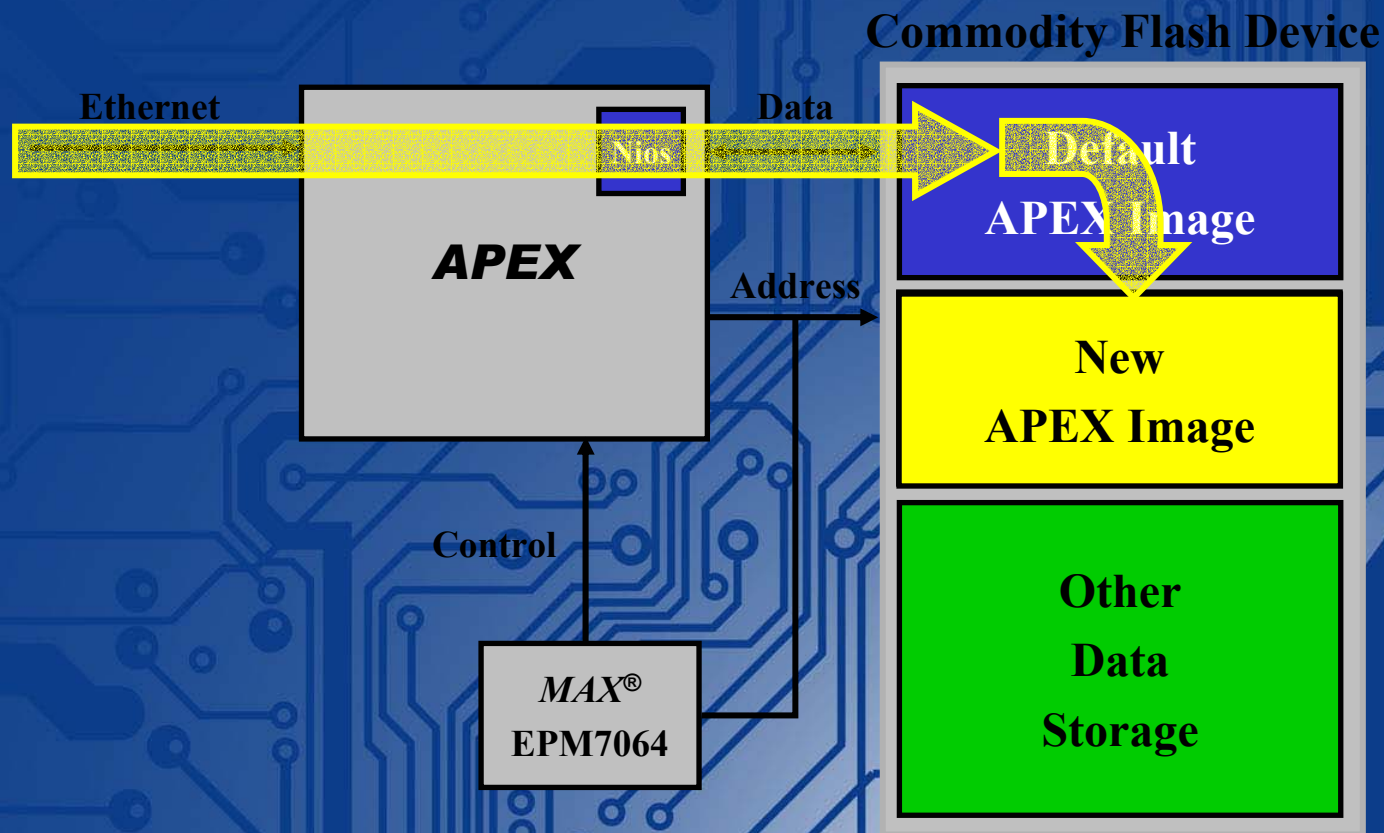 Commodity Flash Device
Ethernet
Data
Nios
Default
APEX Image
APEX
Address
New
APEX Image
Control
Other
Data
Storage
MAX®
EPM7064